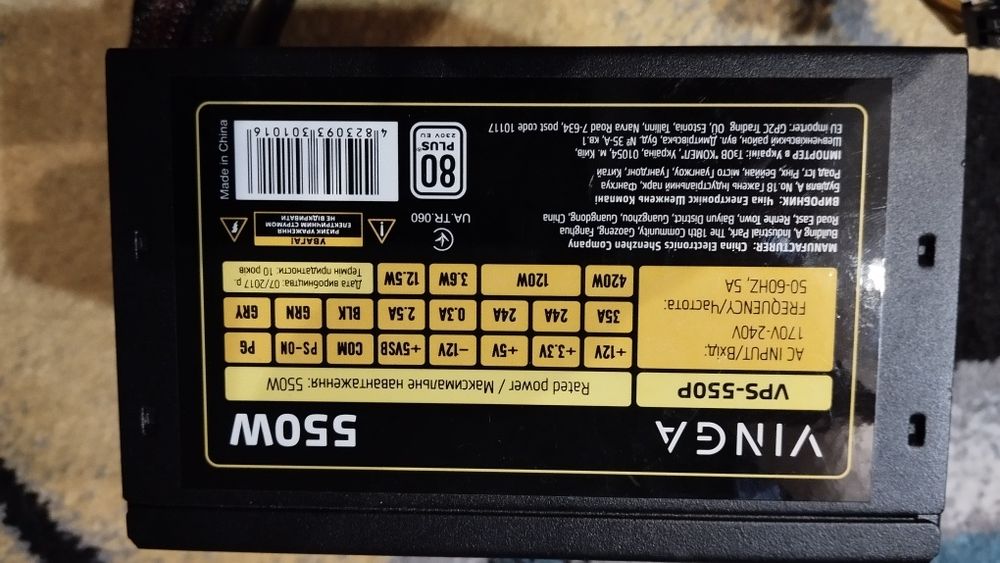 VINGA
550W
VPS-550P
Rated power / Максимальне навантаження: 550W
AC INPUT/Вхід:
170V-240V
FREQUENCY/Частота:
50-60HZ, 5A
+12V +3.3V +5V −12V +5VSB COM PS-ON PG
35A 24A 24A 0.3A 2.5A BLK GRN GRY
420W 120W 3.6W 12.5W
Дата виробництва: 07/2017 р.
Термін придатності: 10 років
MANUFACTURER: China Electronics Shenzhen Company
Building A, Industrial Park, The 18th Community, Gaozeng, Fanghua
Road East, Renhe Town, Baiyun District, Guangzhou, Guangdong, China
ВИРОБНИК: Чіна Електронікс Шенжень Компані
Будівля А, No.18 Гажень Індустріальний парк, Фангхуа
Роад Іст, Рінх, Беййан, місто Гуангжоу, Гуангдонг, Китай
ІМПОРТЕР в Україні: ТЗОВ "КОМЕЛ", 01054, Україна, м. Київ,
Шевченківський район, вул. Дмитрівська, буд. № 35-А, кв.1
EU importer: GP2C Trading OÜ, Estonia, Tallinn, Narva Road 7-634, post code 10117
UA.TR.060
УВАГА!
РИЗИК УРАЖЕННЯ
ЕЛЕКТРИЧНИМ СТРУМОМ
НЕ ВІДКРИВАТИ
80
PLUS
230V EU
4 823093 301016
Made in China